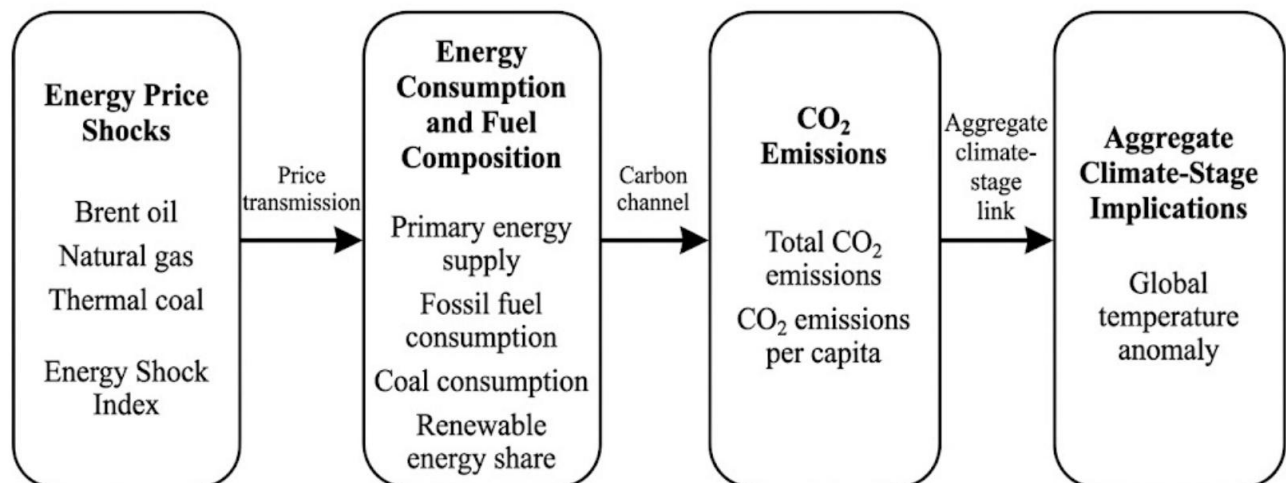 Energy Price
Shocks
Brent oil
Natural gas
Thermal coal
Energy Shock
Index
Price
transmission
Energy
Consumption
and Fuel
Composition
Primary energy
supply
Fossil fuel
consumption
Coal consumption
Renewable
energy share
Carbon
channel
CO₂
Emissions
Total CO₂
emissions
CO₂ emissions
per capita
Aggregate
climate-
stage
link
Aggregate
Climate-Stage
Implications
Global
temperature
anomaly